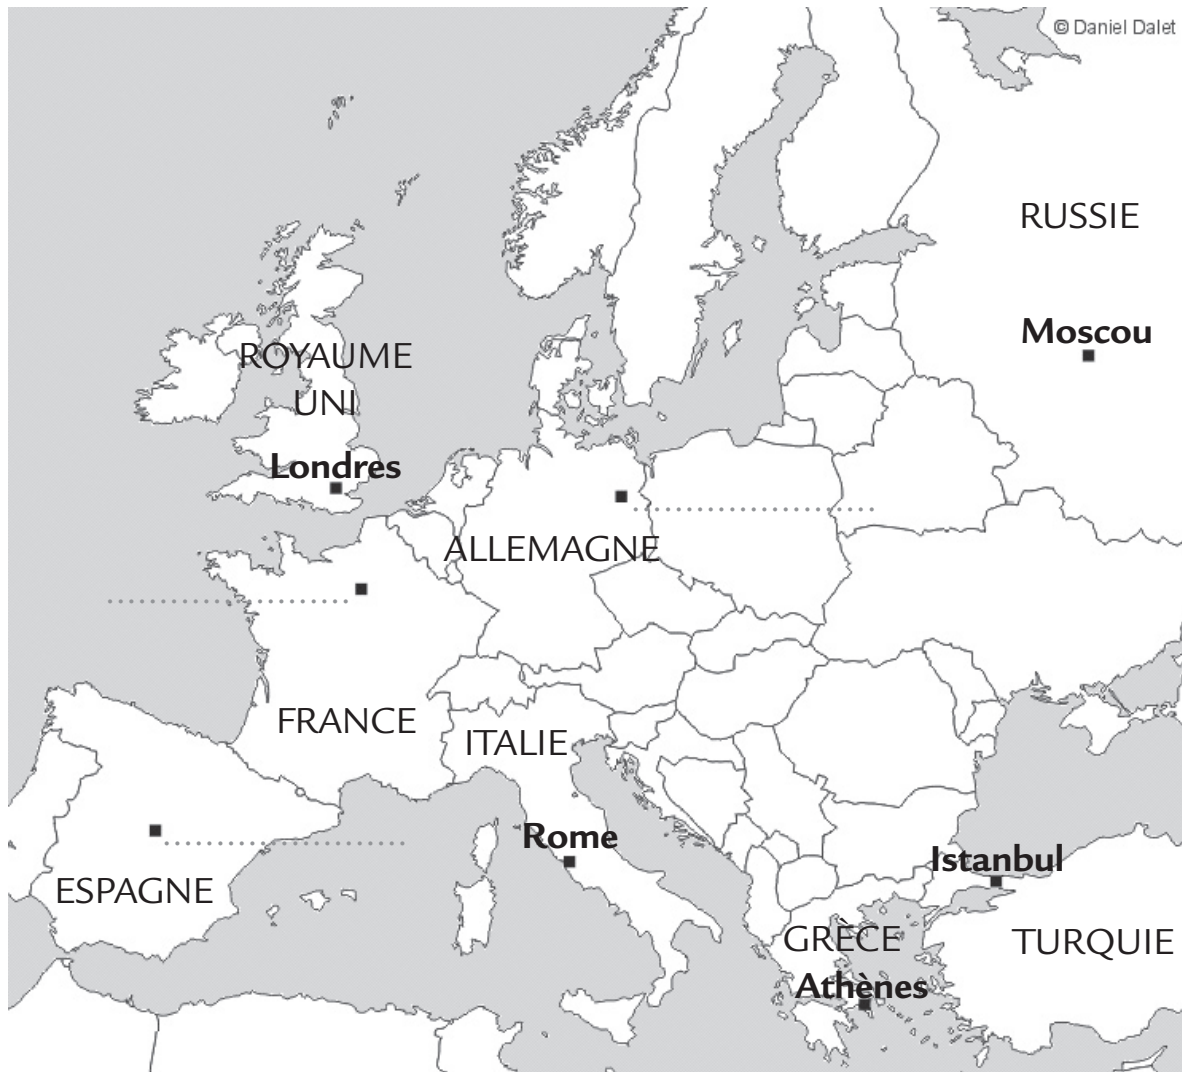 © Daniel Dalet
RUSSIE
Moscou
ROYAUME
UNI
Londres
ALLEMAGNE
FRANCE
ITALIE
Rome
Istanbul
ESPAGNE
GRÈCE
TURQUIE
Athènes